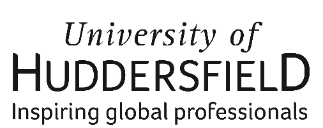 University of
HUDDERSFIELD
Inspiring global professionals